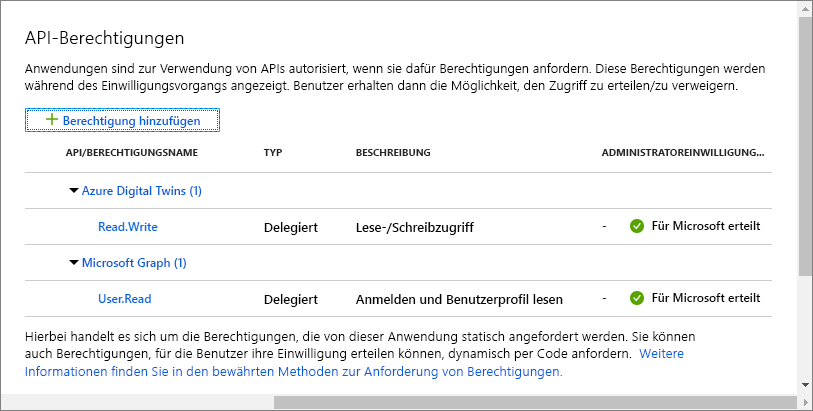 API-Berechtigungen
Anwendungen sind zur Verwendung von APIs autorisiert, wenn sie dafür Berechtigungen anfordern. Diese Berechtigungen werden
während des Einwilligungsvorgangs angezeigt. Benutzer erhalten dann die Möglichkeit, den Zugriff zu erteilen/zu verweigern.
+ Berechtigung hinzufügen
API/BERECHTIGUNGSNAME TYP BESCHREIBUNG ADMINISTRATOREINWILLIGUNG...
Azure Digital Twins (1)
Read.Write Delegiert Lese-/Schreibzugriff - Für Microsoft erteilt
Microsoft Graph (1)
User.Read Delegiert Anmelden und Benutzerprofil lesen - Für Microsoft erteilt
Hierbei handelt es sich um die Berechtigungen, die von dieser Anwendung statisch angefordert werden. Sie können
auch Berechtigungen, für die Benutzer ihre Einwilligung erteilen können, dynamisch per Code anfordern. Weitere
Informationen finden Sie in den bewährten Methoden zur Anforderung von Berechtigungen.